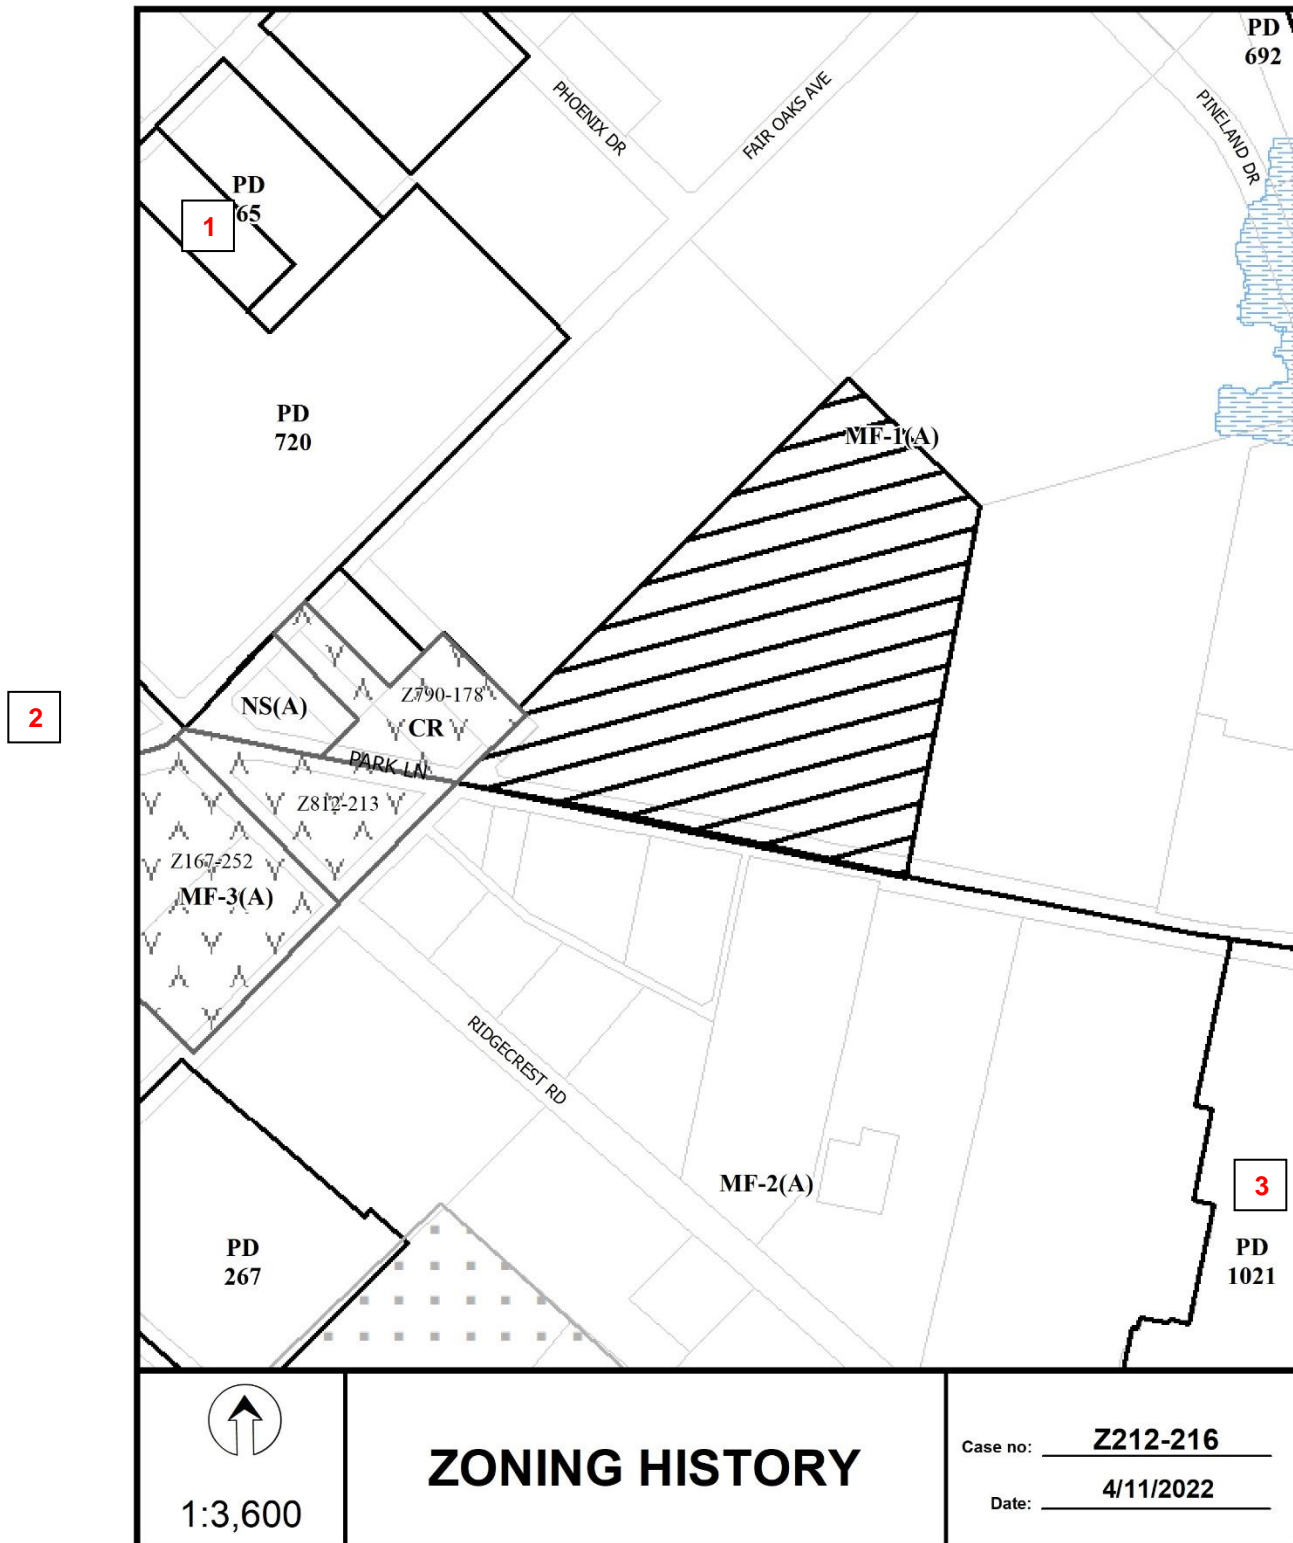 PD
692
PHOENIX DR
FAIR OAKS AVE
PINELAND DR
PD
65
1
PD
720
MF-1(A)
Z790-178
NS(A)
CR
2
PARK LN
Z812-213
Z167-252
MF-3(A)
RIDGECREST RD
MF-2(A)
3
PD
267
PD
1021
1:3,600
ZONING HISTORY
Case no: Z212-216
Date: 4/11/2022